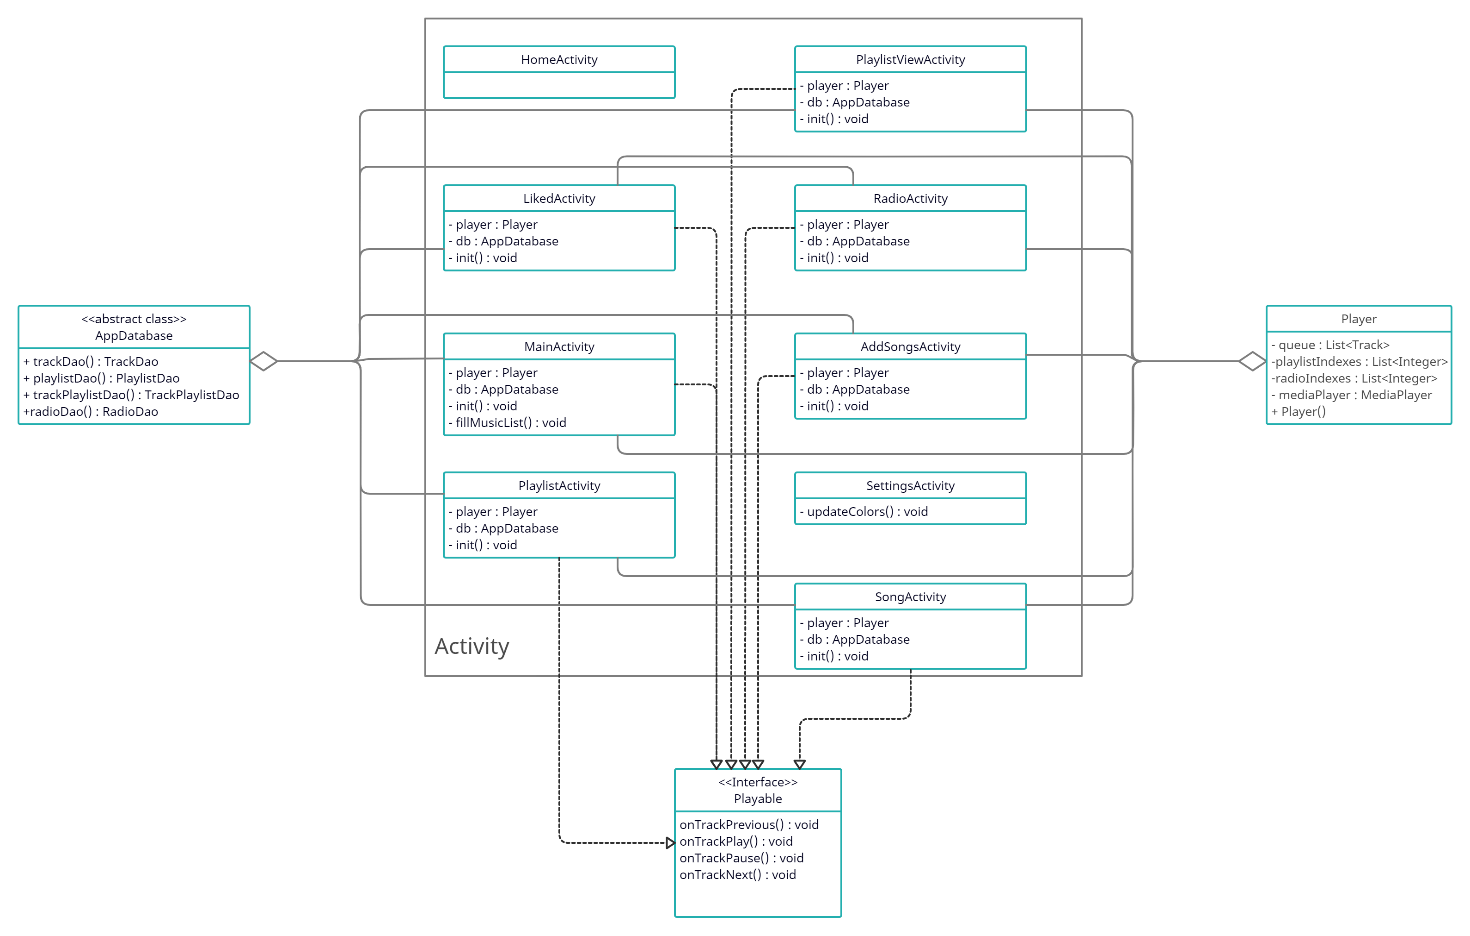 HomeActivity
PlaylistViewActivity
- player : Player
- db : AppDatabase
- init() : void
LikedActivity
- player : Player
- db : AppDatabase
- init() : void
RadioActivity
- player : Player
- db : AppDatabase
- init() : void
<<abstract class>>
AppDatabase
+ trackDao() : TrackDao
+ playlistDao() : PlaylistDao
+ trackPlaylistDao() : TrackPlaylistDao
+radioDao() : RadioDao
MainActivity
- player : Player
- db : AppDatabase
- init() : void
- fillMusicList() : void
AddSongsActivity
- player : Player
- db : AppDatabase
- init() : void
Player
- queue : List<Track>
-playlistIndexes : List<Integer>
-radioIndexes : List<Integer>
- mediaPlayer : MediaPlayer
+ Player()
PlaylistActivity
- player : Player
- db : AppDatabase
- init() : void
SettingsActivity
- updateColors() : void
SongActivity
- player : Player
- db : AppDatabase
- init() : void
Activity
<<Interface>>
Playable
onTrackPrevious() : void
onTrackPlay() : void
onTrackPause() : void
onTrackNext() : void